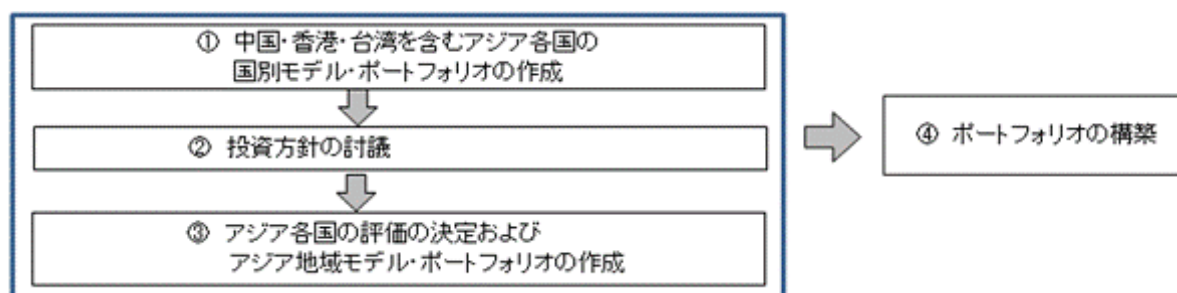 ① 中国・香港・台湾を含むアジア各国の
国別モデル・ポートフォリオの作成
② 投資方針の討議
③ アジア各国の評価の決定および
アジア地域モデル・ポートフォリオの作成
④ ポートフォリオの構築